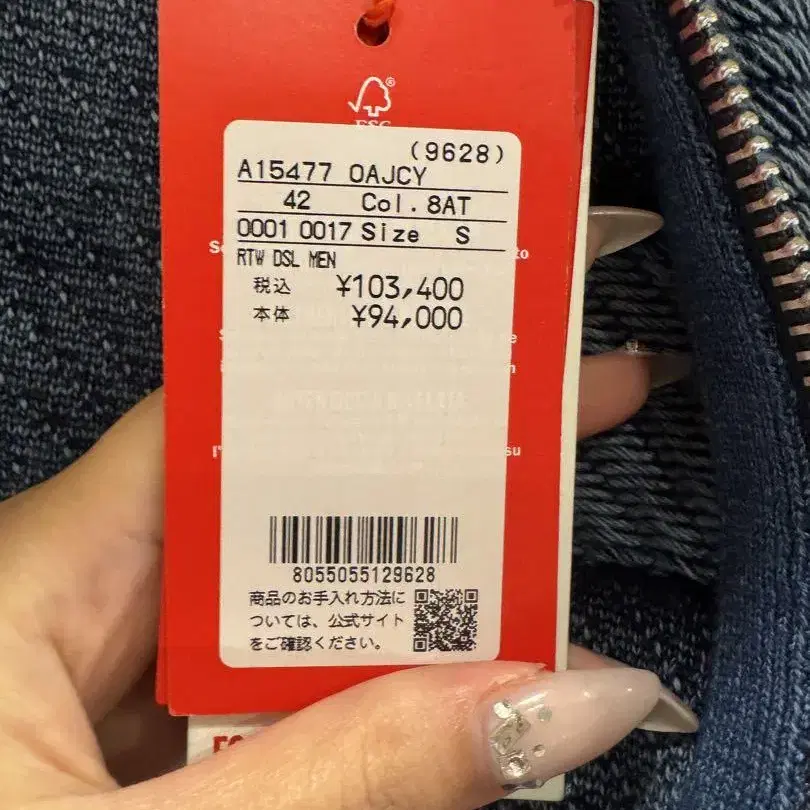 FSC
(9628)
A15477 0AJCY
42 Col.8AT
0001 0017 Size S
RTW DSL MEN
税込 ¥103,400
本体 ¥94,000
8055055129628
商品のお手入れ方法に
ついては、公式サイト
をご確認ください。